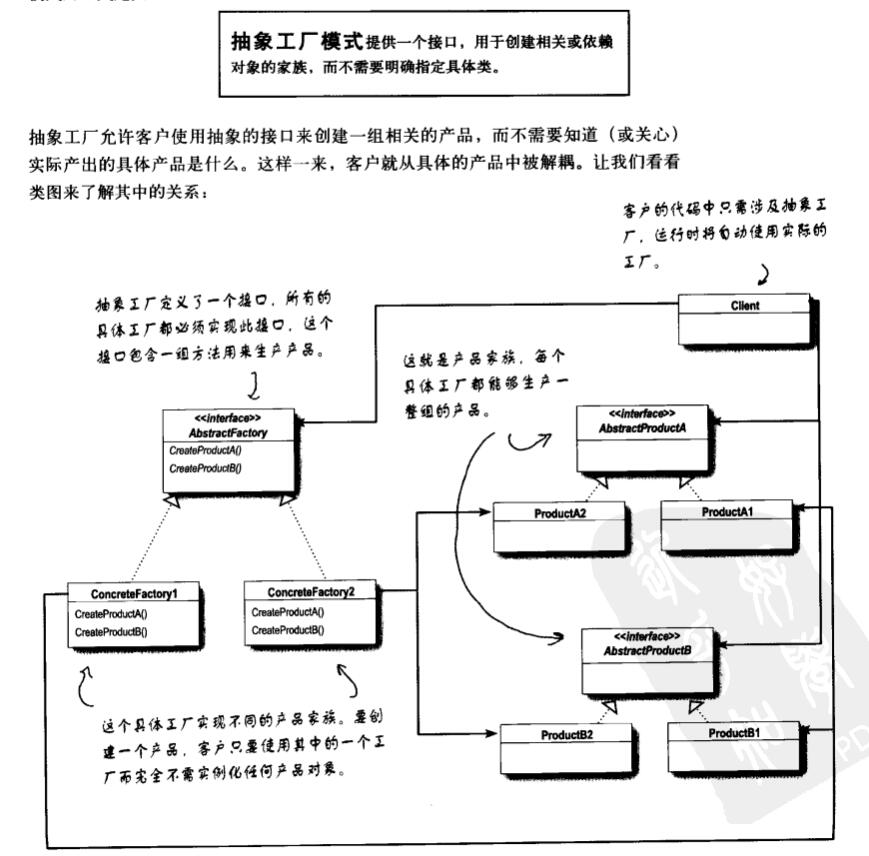 抽象工厂模式提供一个接口，用于创建相关或依赖
对象的家族，而不需要明确指定具体类。
抽象工厂允许客户使用抽象的接口来创建一组相关的产品，而不需要知道（或关心）
实际产出的具体产品是什么。这样一来，客户就从具体的产品中被解耦。让我们看看
类图来了解其中的关系：
客户的代码中只需涉及抽象工
厂，运行时将自动使用实际的
工厂。
抽象工厂定义了一个接口，所有的
具体工厂都必须实现此接口，这个
接口包含一组方法用来生产产品。
Client
这就是产品家族，每个
具体工厂都能够生产一
整组的产品。
<<interface>>
AbstractFactory
CreateProductA()
CreateProductB()
<<interface>>
AbstractProductA
ProductA2
ProductA1
ConcreteFactory1
CreateProductA()
CreateProductB()
ConcreteFactory2
CreateProductA()
CreateProductB()
<<interface>>
AbstractProductB
ProductB2
ProductB1
这个具体工厂实现不同的产品家族。要创
建一个产品，客户只要使用其中的一个工
厂而完全不需实例化任何产品对象。
PD